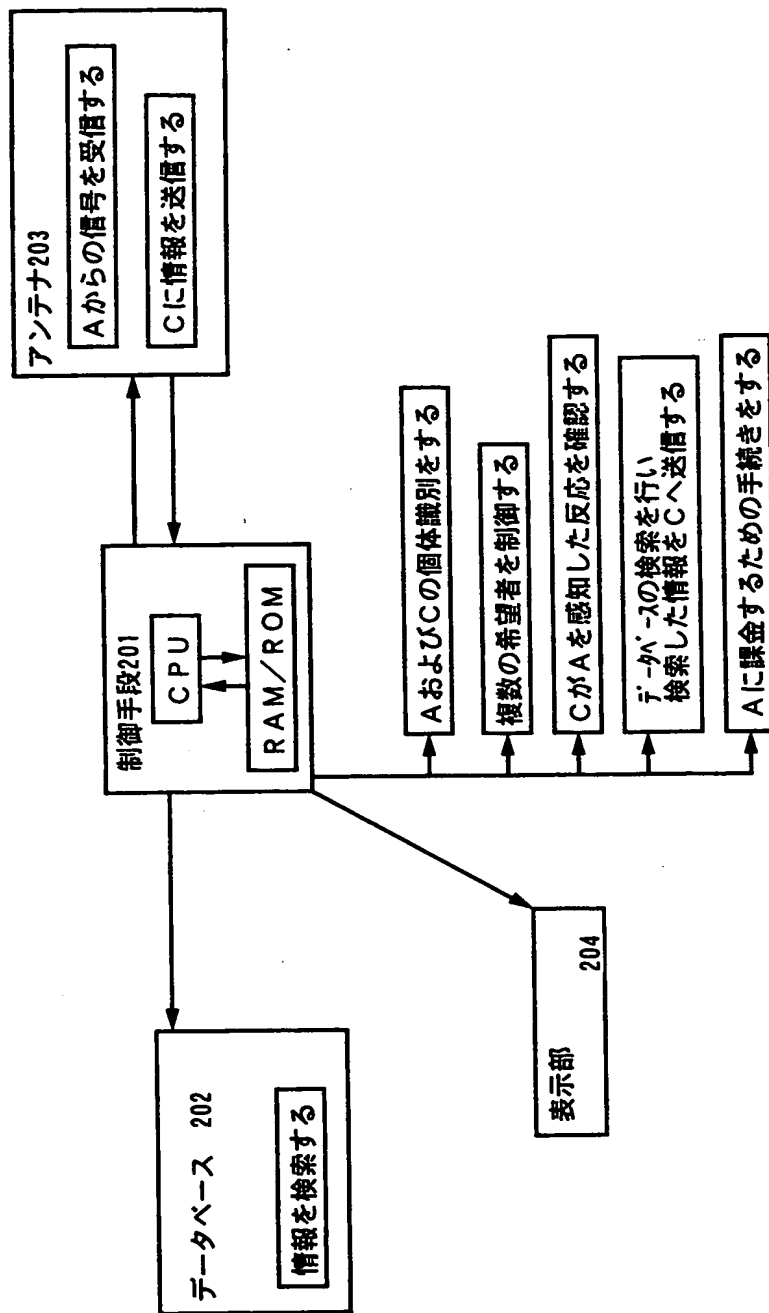 データベース 202
情報を検索する
制御手段201
CPU
RAM/ROM
アンテナ203
Aからの信号を受信する
Cに情報を送信する
表示部
204
AおよびCの個体識別をする
複数の希望者を制御する
CがAを感知した反応を確認する
データベースの検索を行い
検索した情報をCへ送信する
Aに課金するための手続きをする